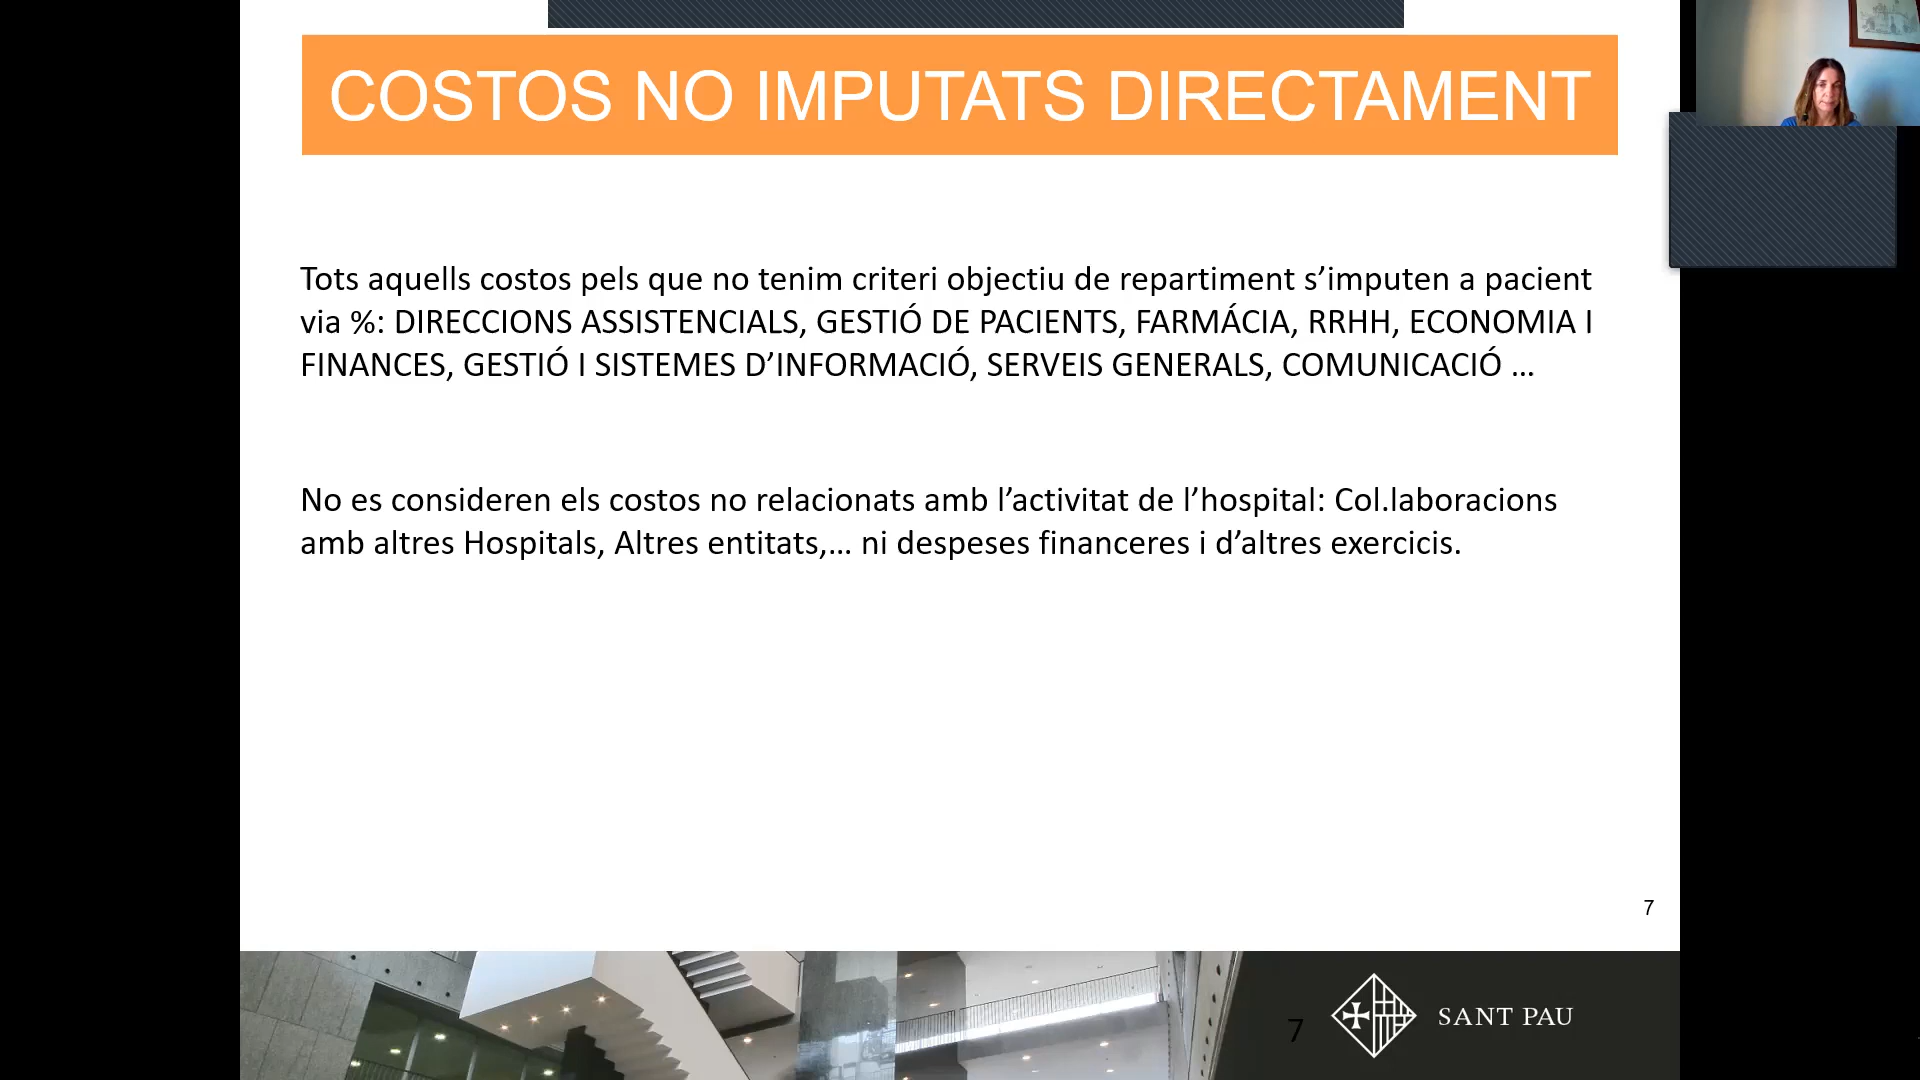 COSTOS NO IMPUTATS DIRECTAMENT
Tots aquells costos pels que no tenim criteri objectiu de repartiment s’imputen a pacient
via %: DIRECCIONS ASSISTENCIALS, GESTIÓ DE PACIENTS, FARMÁCIA, RRHH, ECONOMIA I
FINANCES, GESTIÓ I SISTEMES D’INFORMACIÓ, SERVEIS GENERALS, COMUNICACIÓ ...
No es consideren els costos no relacionats amb l’activitat de l’hospital: Col.laboracions
amb altres Hospitals, Altres entitats,... ni despeses financeres i d’altres exercicis.
7
7
SANT PAU